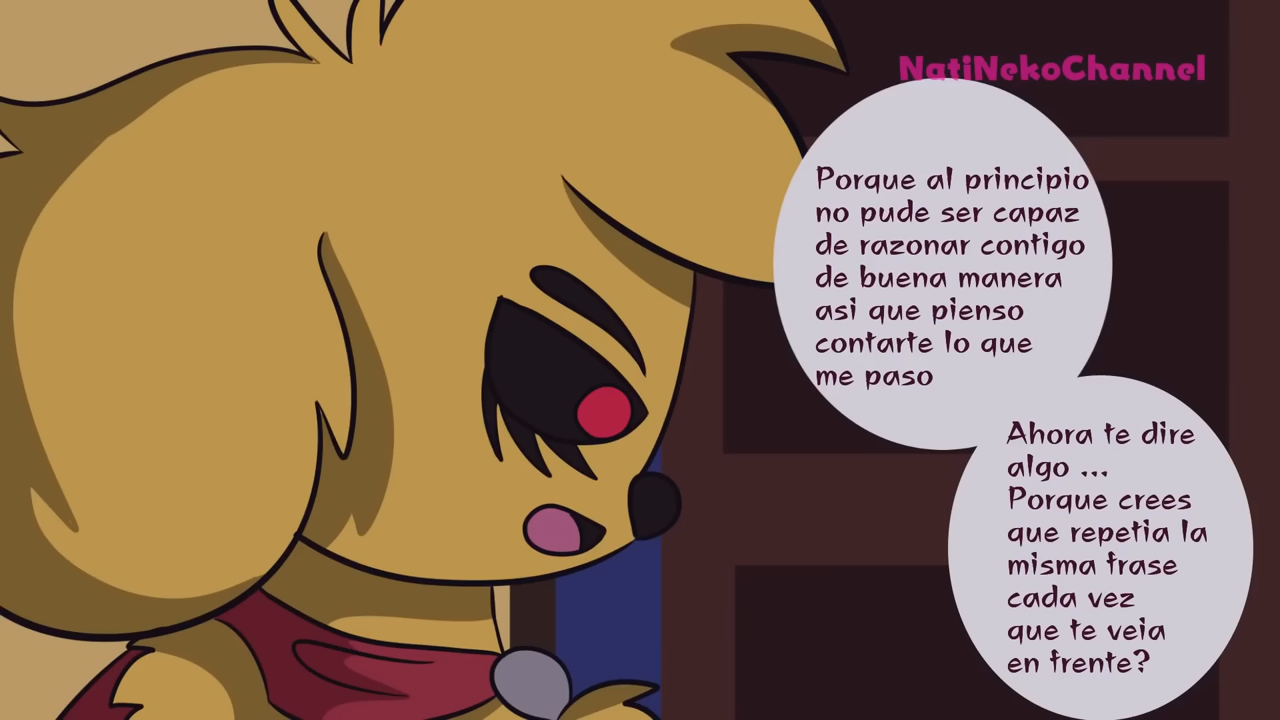 NatiNekoChannel
Porque al principio
no pude ser capaz
de razonar contigo
de buena manera
asi que pienso
contarte lo que
me paso
Ahora te dire
algo ...
Porque crees
que repetia la
misma frase
cada vez
que te veia
en frente?